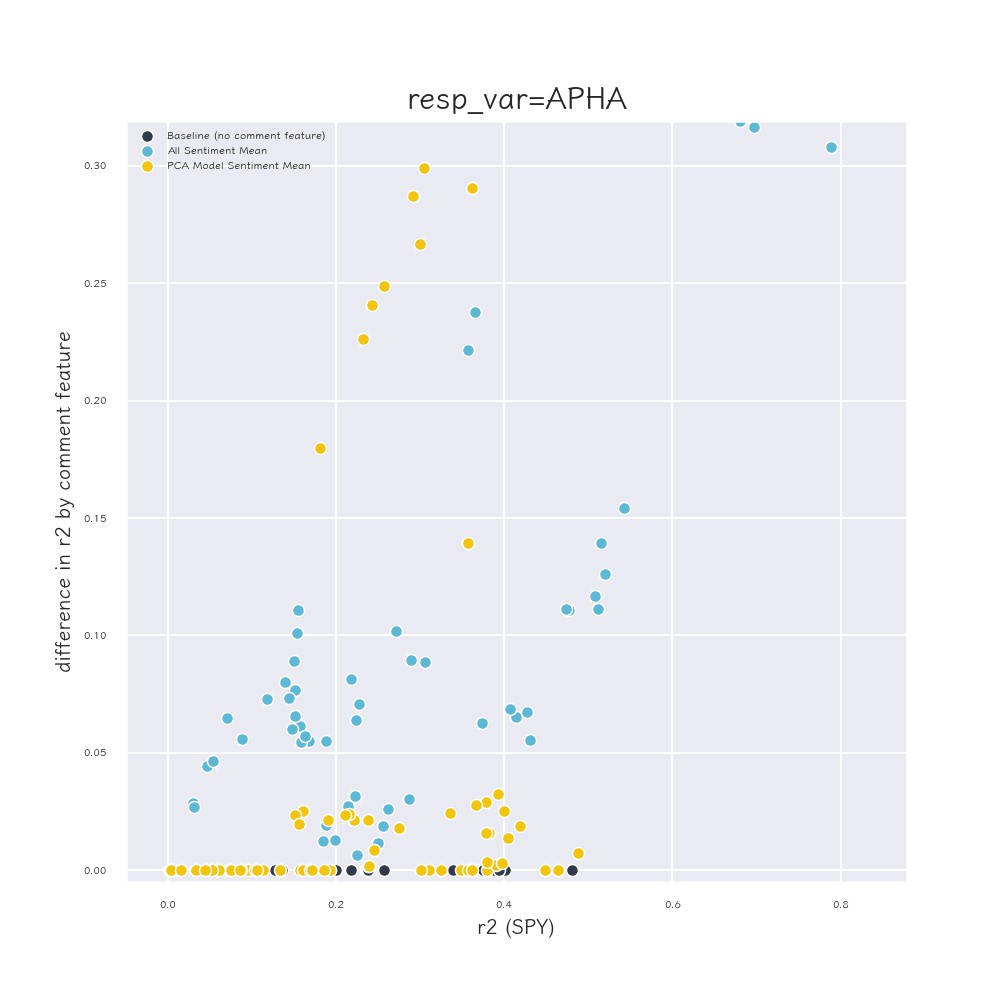 resp_var=APHA
Baseline (no comment feature)
All Sentiment Mean
PCA Model Sentiment Mean
0.30
0.25
0.20
0.15
0.10
0.05
0.00
difference in r2 by comment feature
0.0 0.2 0.4 0.6 0.8
r2 (SPY)